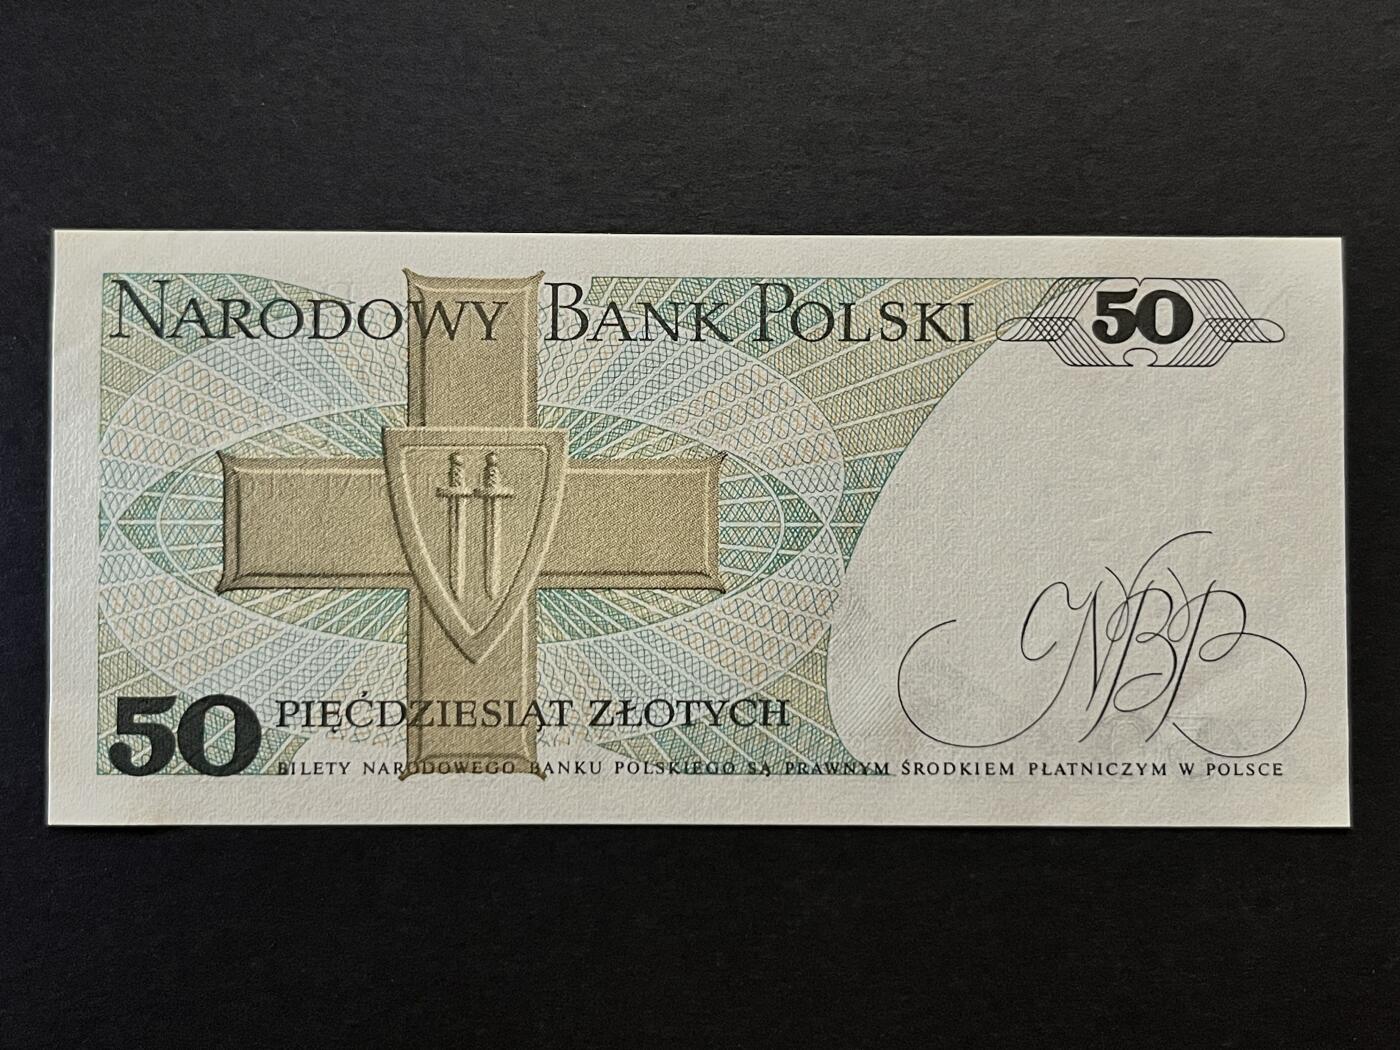 NARODOWY BANK POLSKI 50
NBP
50 PIĘĆDZIESIĄT ZŁOTYCH
BILETY NARODOWEGO BANKU POLSKIEGO SĄ PRAWNYM ŚRODKIEM PŁATNICZYM W POLSCE